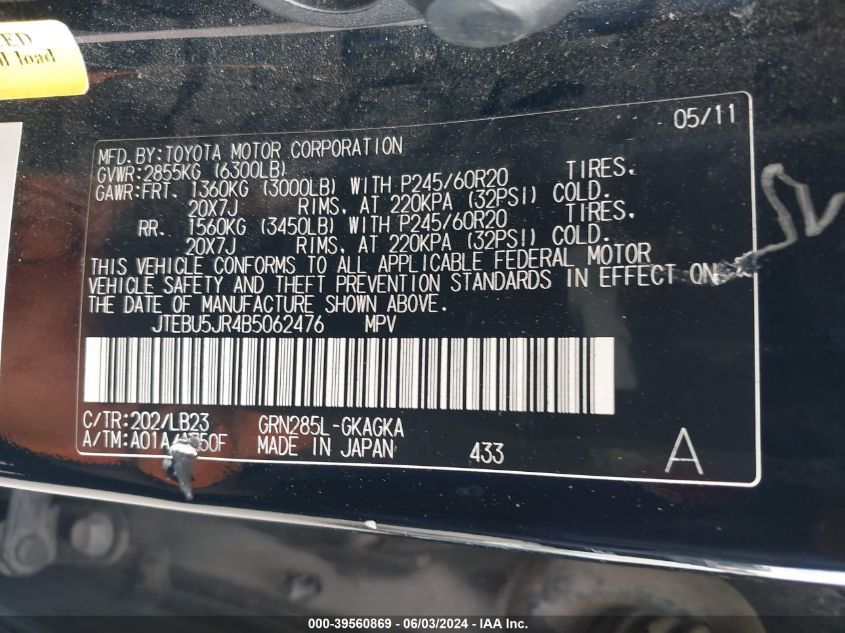 ED
load
05/11
MFD. BY:TOYOTA MOTOR CORPORATION
GVWR:2855KG (6300LB)
GAWR:FRT. 1360KG (3000LB) WITH P245/60R20 TIRES.
20X7J RIMS, AT 220KPA (32PSI) COLD.
RR. 1560KG (3450LB) WITH P245/60R20 TIRES.
20X7J RIMS, AT 220KPA (32PSI) COLD.
THIS VEHICLE CONFORMS TO ALL APPLICABLE FEDERAL MOTOR
VEHICLE SAFETY AND THEFT PREVENTION STANDARDS IN EFFECT ON
THE DATE OF MANUFACTURE SHOWN ABOVE.
JTEBU5JR4B5062476 MPV
C/TR:202/LB23 GRN285L-GKAGKA
A/TM:A01A/A750F MADE IN JAPAN 433
A
000-39560869 - 06/03/2024 - IAA Inc.